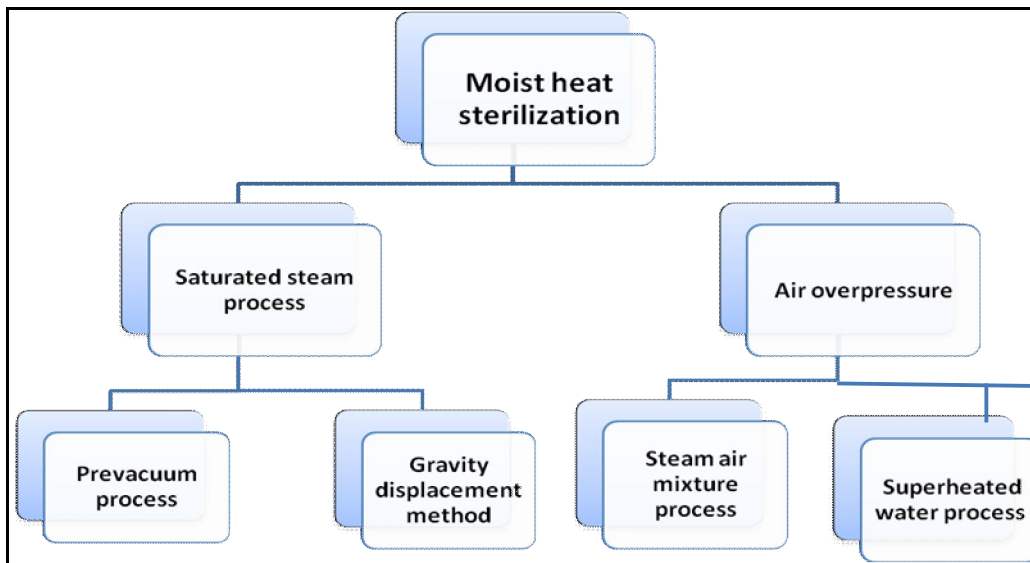 Moist heat
sterilization
Saturated steam
process
Air overpressure
Prevacuum
process
Gravity
displacement
method
Steam air
mixture
process
Superheated
water process